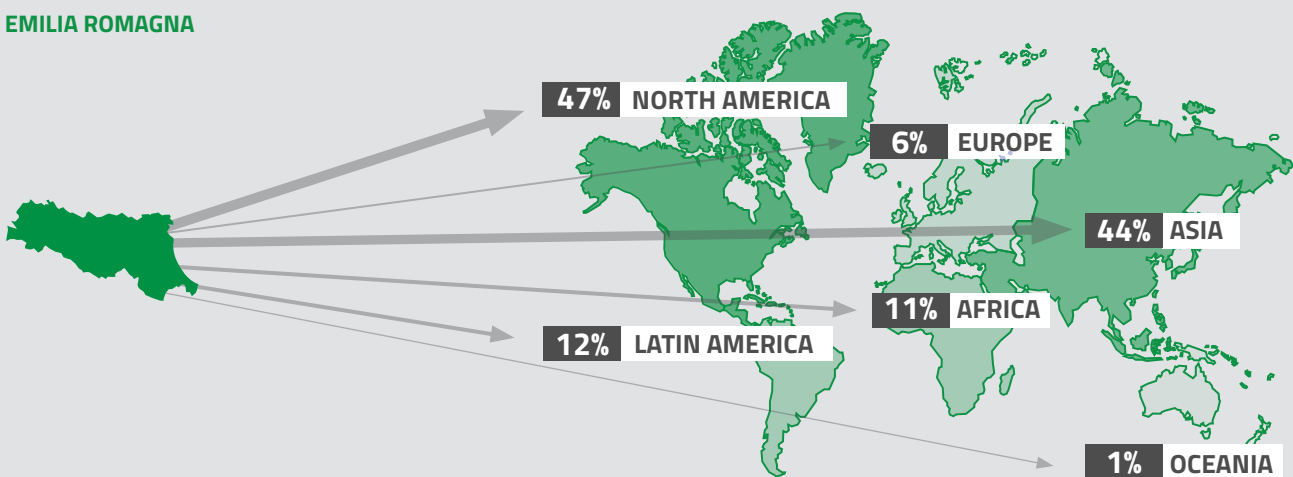 EMILIA ROMAGNA
47% NORTH AMERICA
6% EUROPE
44% ASIA
11% AFRICA
12% LATIN AMERICA
1% OCEANIA